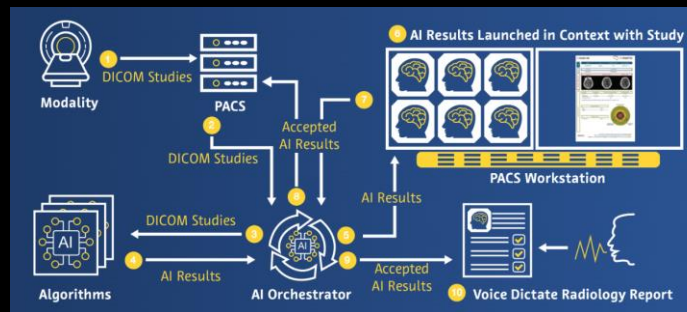 6 AI Results Launched in Context with Study
1
DICOM Studies
Modality
PACS
2
DICOM Studies
Accepted
AI Results
7
PACS Workstation
AI Results
DICOM Studies
3
8
5
AI
AI
4
AI Results
9
Accepted
AI Results
Algorithms
AI Orchestrator
10 Voice Dictate Radiology Report